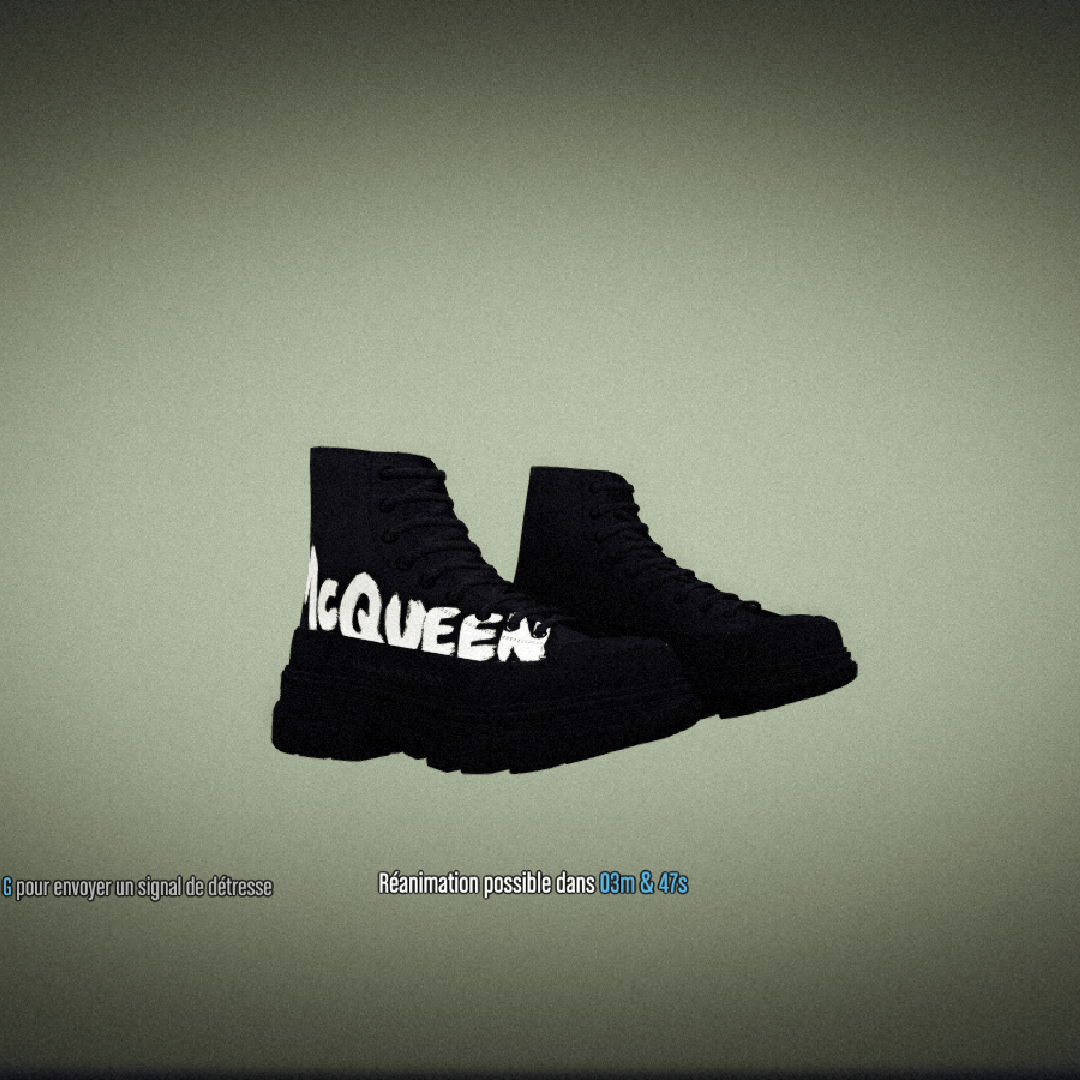 McQUEEN
G pour envoyer un signal de détresse
Réanimation possible dans 03m & 47s